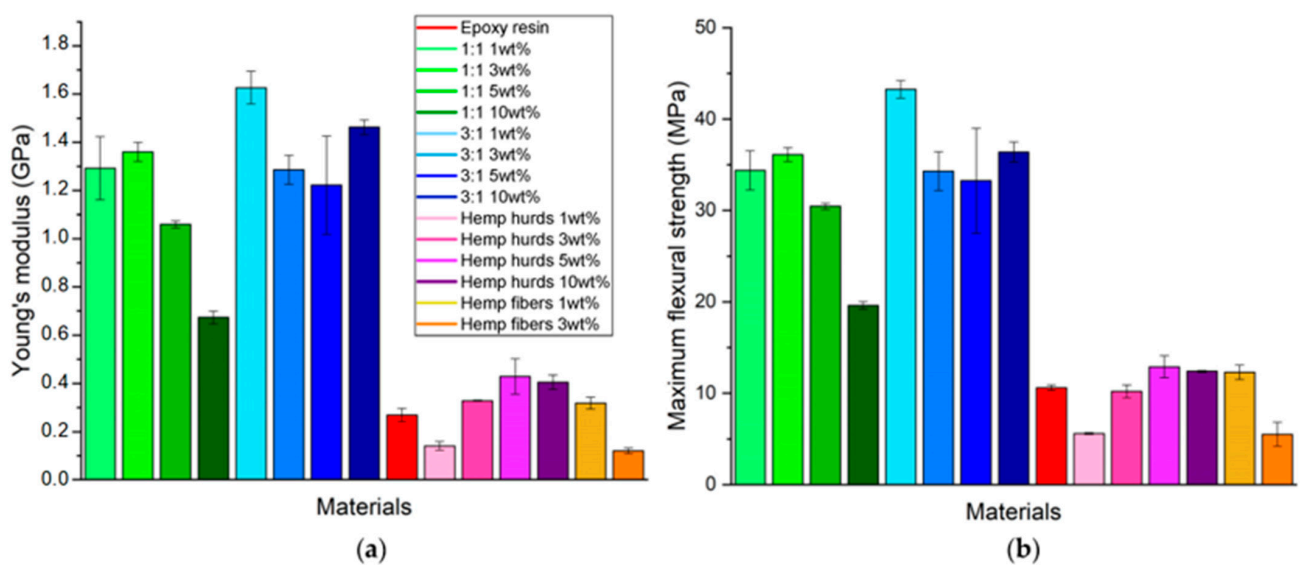 Young's modulus (GPa)
1.8
1.6
1.4
1.2
1.0
0.8
0.6
0.4
0.2
0.0
Epoxy resin
1:1 1wt%
1:1 3wt%
1:1 5wt%
1:1 10wt%
3:1 1wt%
3:1 3wt%
3:1 5wt%
3:1 10wt%
Hemp hurds 1wt%
Hemp hurds 3wt%
Hemp hurds 5wt%
Hemp hurds 10wt%
Hemp fibers 1wt%
Hemp fibers 3wt%
Materials
(a)
Maximum flexural strength (MPa)
50
40
30
20
10
0
Materials
(b)